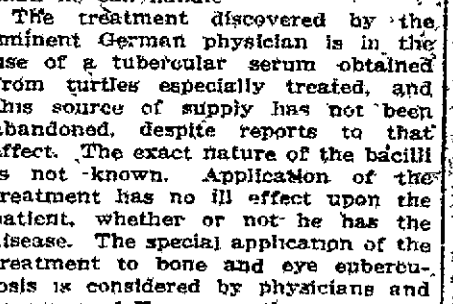 The treatment discovered by the
minent German physician is in the
use of a tubercular serum obtained
from turtles especially treated, and
this source of supply has not been
abandoned, despite reports to that
effect. The exact nature of the bacilli
is not known. Application of the
treatment has no ill effect upon the
patient, whether or not he has the
disease. The special application of the
treatment to bone and eye eubercu-
osis is considered by physicians and